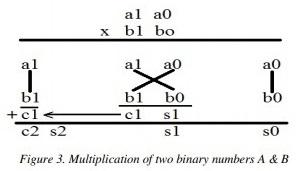 a1 a0
x b1 bo
a1 a1 a0 a0
b1 b1 b0 b0
+ c1 c1 s1
c2 s2 s1 s0
Figure 3. Multiplication of two binary numbers A & B